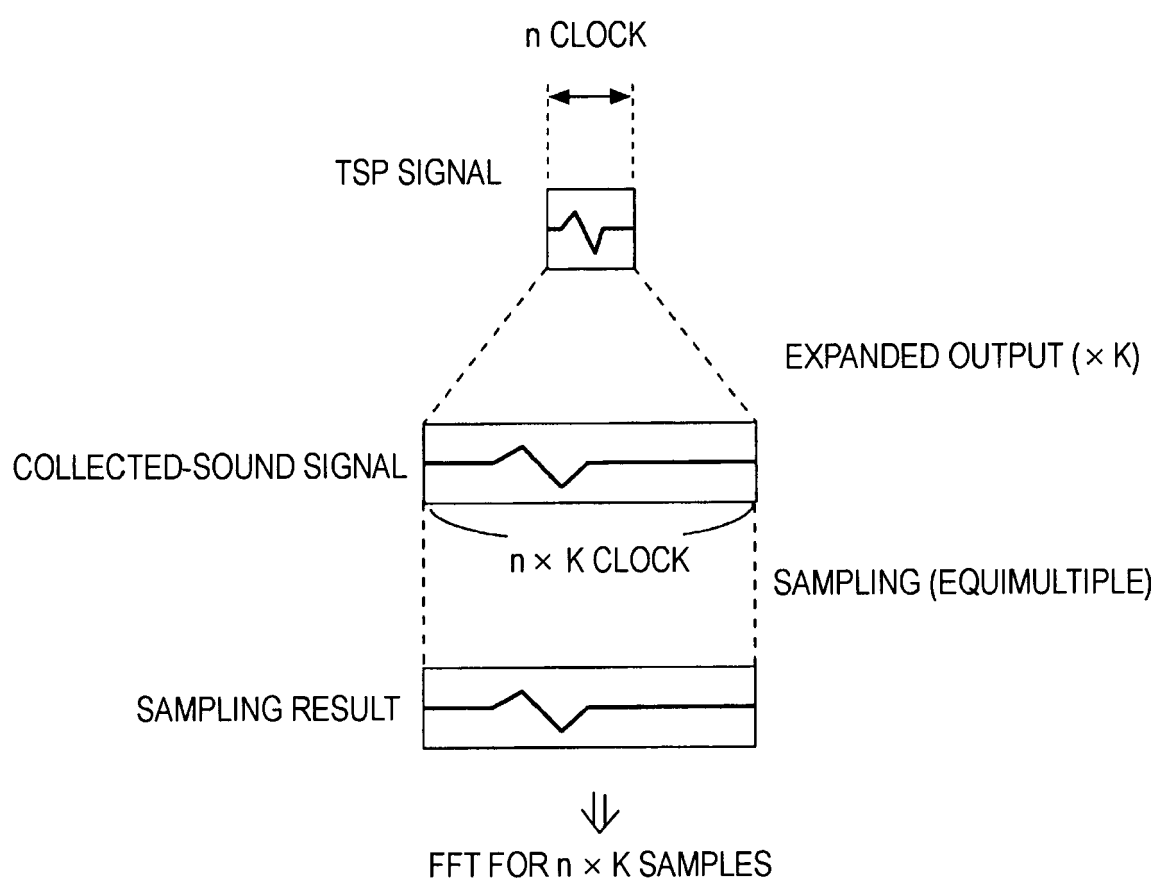 n CLOCK
TSP SIGNAL
EXPANDED OUTPUT (× K)
COLLECTED-SOUND SIGNAL
n × K CLOCK
SAMPLING (EQUIMULTIPLE)
SAMPLING RESULT
FFT FOR n × K SAMPLES